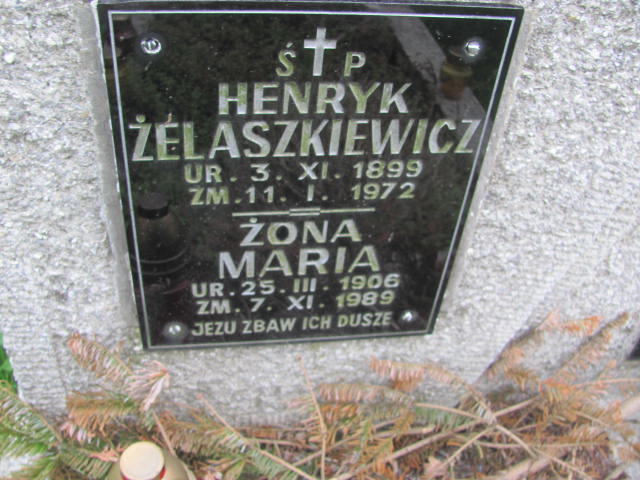 Ś P
HENRYK
ŻELASZKIEWICZ
UR. 3. XI. 1899
ZM. 11. I. 1972
ŻONA
MARIA
UR. 25. III. 1906
ZM. 7. XI. 1989
JEZU ZBAW ICH DUSZE